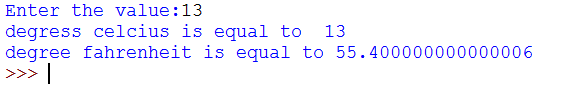 Enter the value:13
degress celcius is equal to  13
degree fahrenheit is equal to 55.400000000000006
>>>